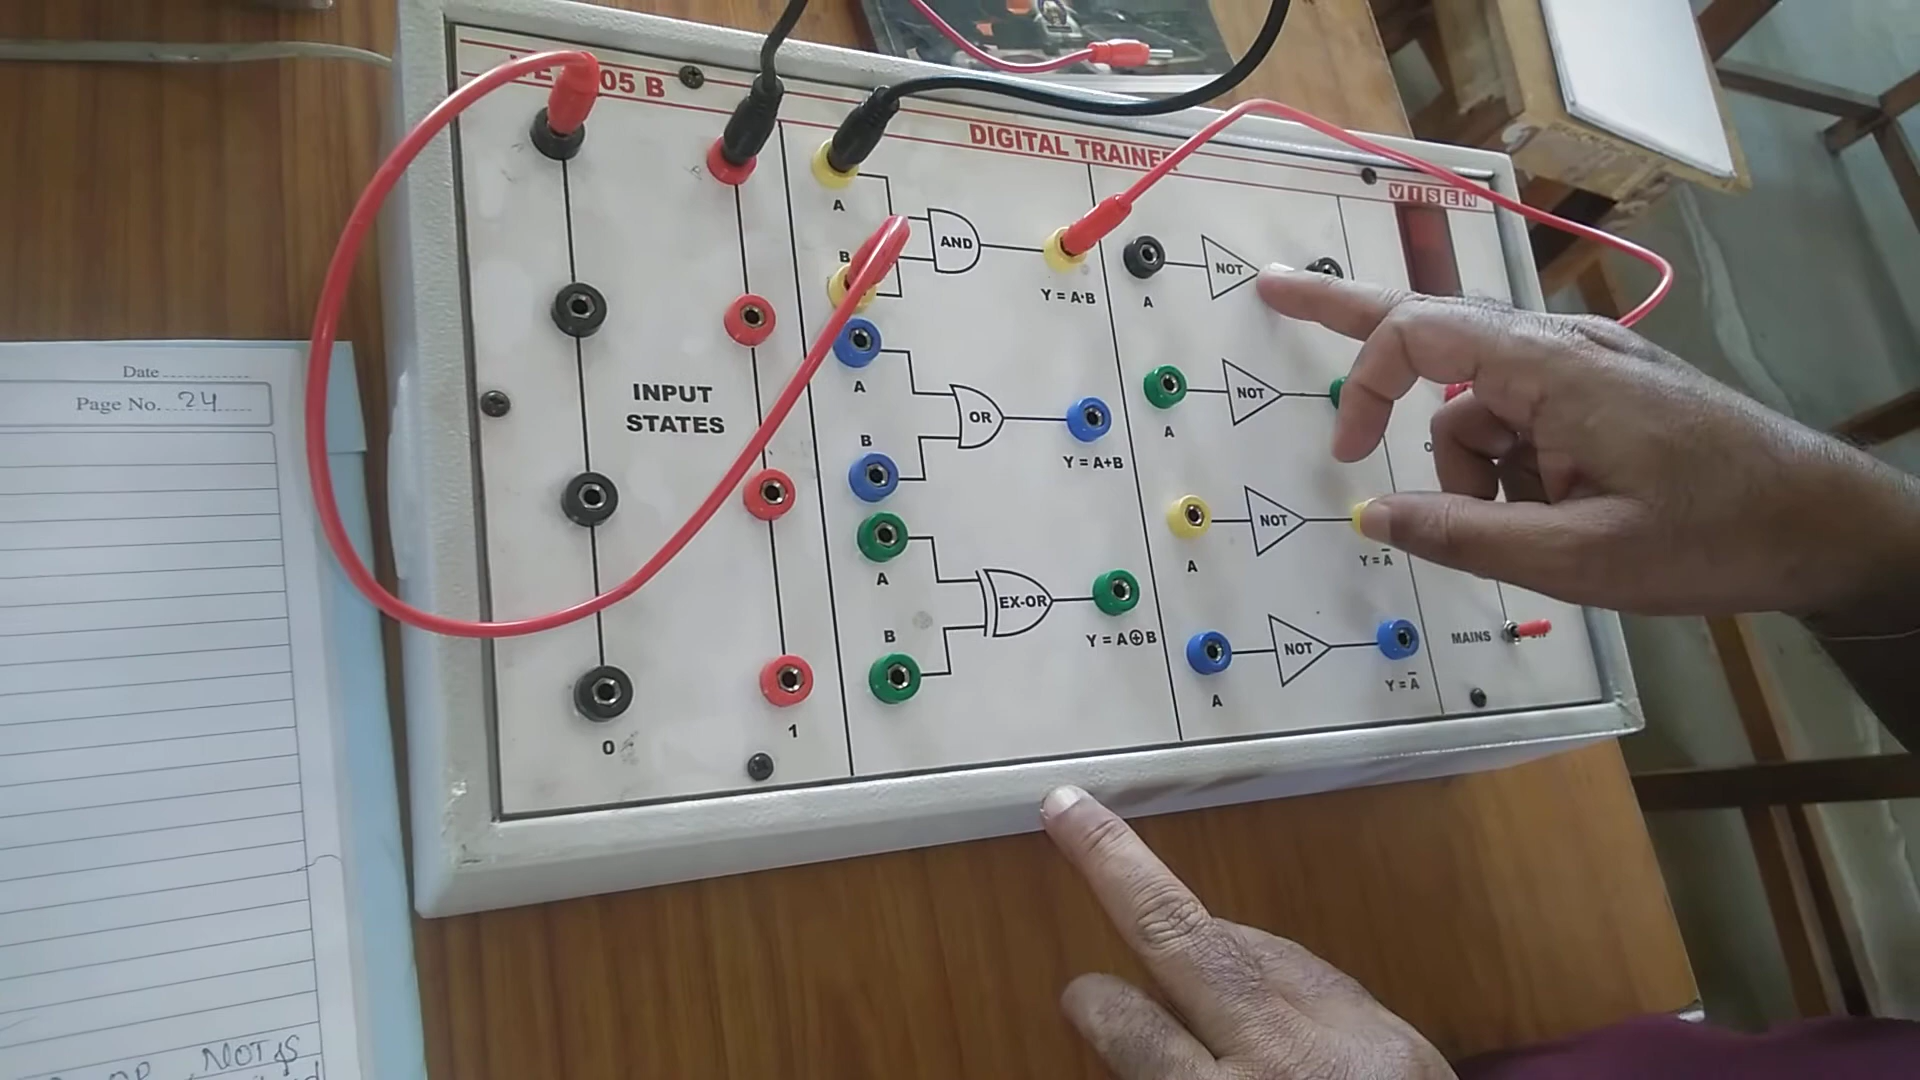 05 B
DIGITAL TRAINER
VISEN
Date
Page No. 24
INPUT
STATES
0
1
A
B
AND
Y = A·B
A
B
OR
Y = A+B
A
B
EX-OR
Y = A⊕B
A
NOT
A
NOT
A
NOT
Y = A̅
A
NOT
Y = A̅
MAINS
NOT